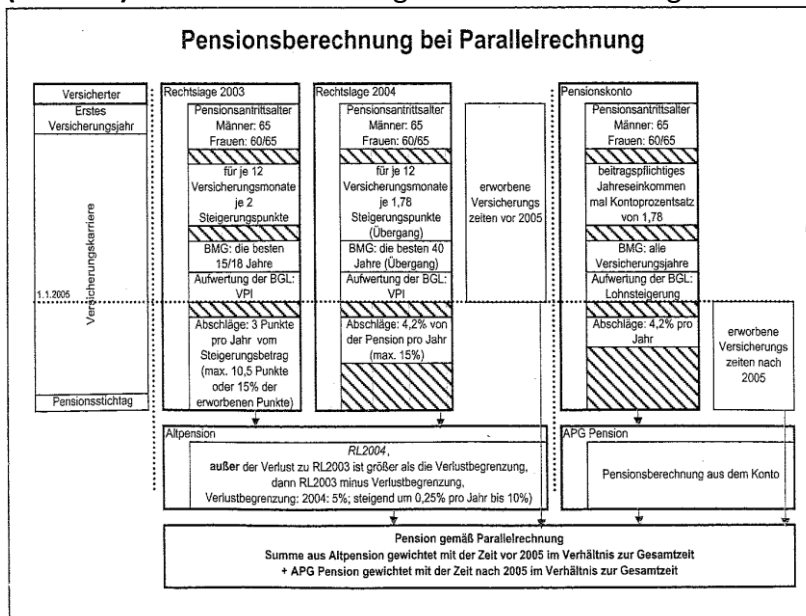 Pensionsberechnung bei Parallelrechnung
Versicherter
Erstes
Versicherungsjahr
Versicherungskarriere
1.1.2005
Pensionsstichtag
Rechtslage 2003
Pensionsantrittsalter
Männer: 65
Frauen: 60/65
für je 12
Versicherungsmonate
je 2
Steigerungspunkte
BMG: die besten
15/18 Jahre
Aufwertung der BGL:
VPI
Abschläge: 3 Punkte
pro Jahr vom
Steigerungsbetrag
(max. 10,5 Punkte
oder 15% der
erworbenen Punkte)
Rechtslage 2004
Pensionsantrittsalter
Männer: 65
Frauen: 60/65
für je 12
Versicherungsmonate
je 1,78
Steigerungspunkte
(Übergang)
BMG: die besten 40
Jahre (Übergang)
Aufwertung der BGL:
VPI
Abschläge: 4,2% von
der Pension pro Jahr
(max. 15%)
erworbene
Versicherungs
zeiten vor 2005
Pensionskonto
Pensionsantrittsalter
Männer: 65
Frauen: 60/65
beitragspflichtiges
Jahreseinkommen
mal Kontoprozentsatz
von 1,78
BMG: alle
Versicherungsjahre
Aufwertung der BGL:
Lohnsteigerung
Abschläge: 4,2% pro
Jahr
erworbene
Versicherungs
zeiten nach
2005
Altpension
RL2004,
außer der Verlust zu RL2003 ist größer als die Verlustbegrenzung,
dann RL2003 minus Verlustbegrenzung,
Verlustbegrenzung: 2004: 5%; steigend um 0,25% pro Jahr bis 10%)
APG Pension
Pensionsberechnung aus dem Konto
Pension gemäß Parallelrechnung
Summe aus Altpension gewichtet mit der Zeit vor 2005 im Verhältnis zur Gesamtzeit
+ APG Pension gewichtet mit der Zeit nach 2005 im Verhältnis zur Gesamtzeit